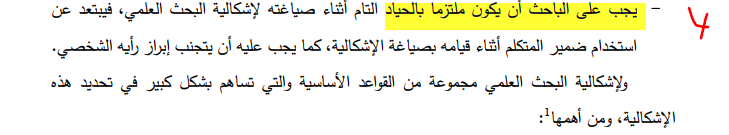 - يجب على الباحث أن يكون ملتزما بالحياد التام أثناء صياغته لإشكالية البحث العلمي، فيبتعد عن
استخدام ضمير المتكلم أثناء قيامه بصياغة الإشكالية، كما يجب عليه أن يتجنب إبراز رأيه الشخصي.
ولإشكالية البحث العلمي مجموعة من القواعد الأساسية والتي تساهم بشكل كبير في تحديد هذه
الإشكالية، ومن أهمها1: